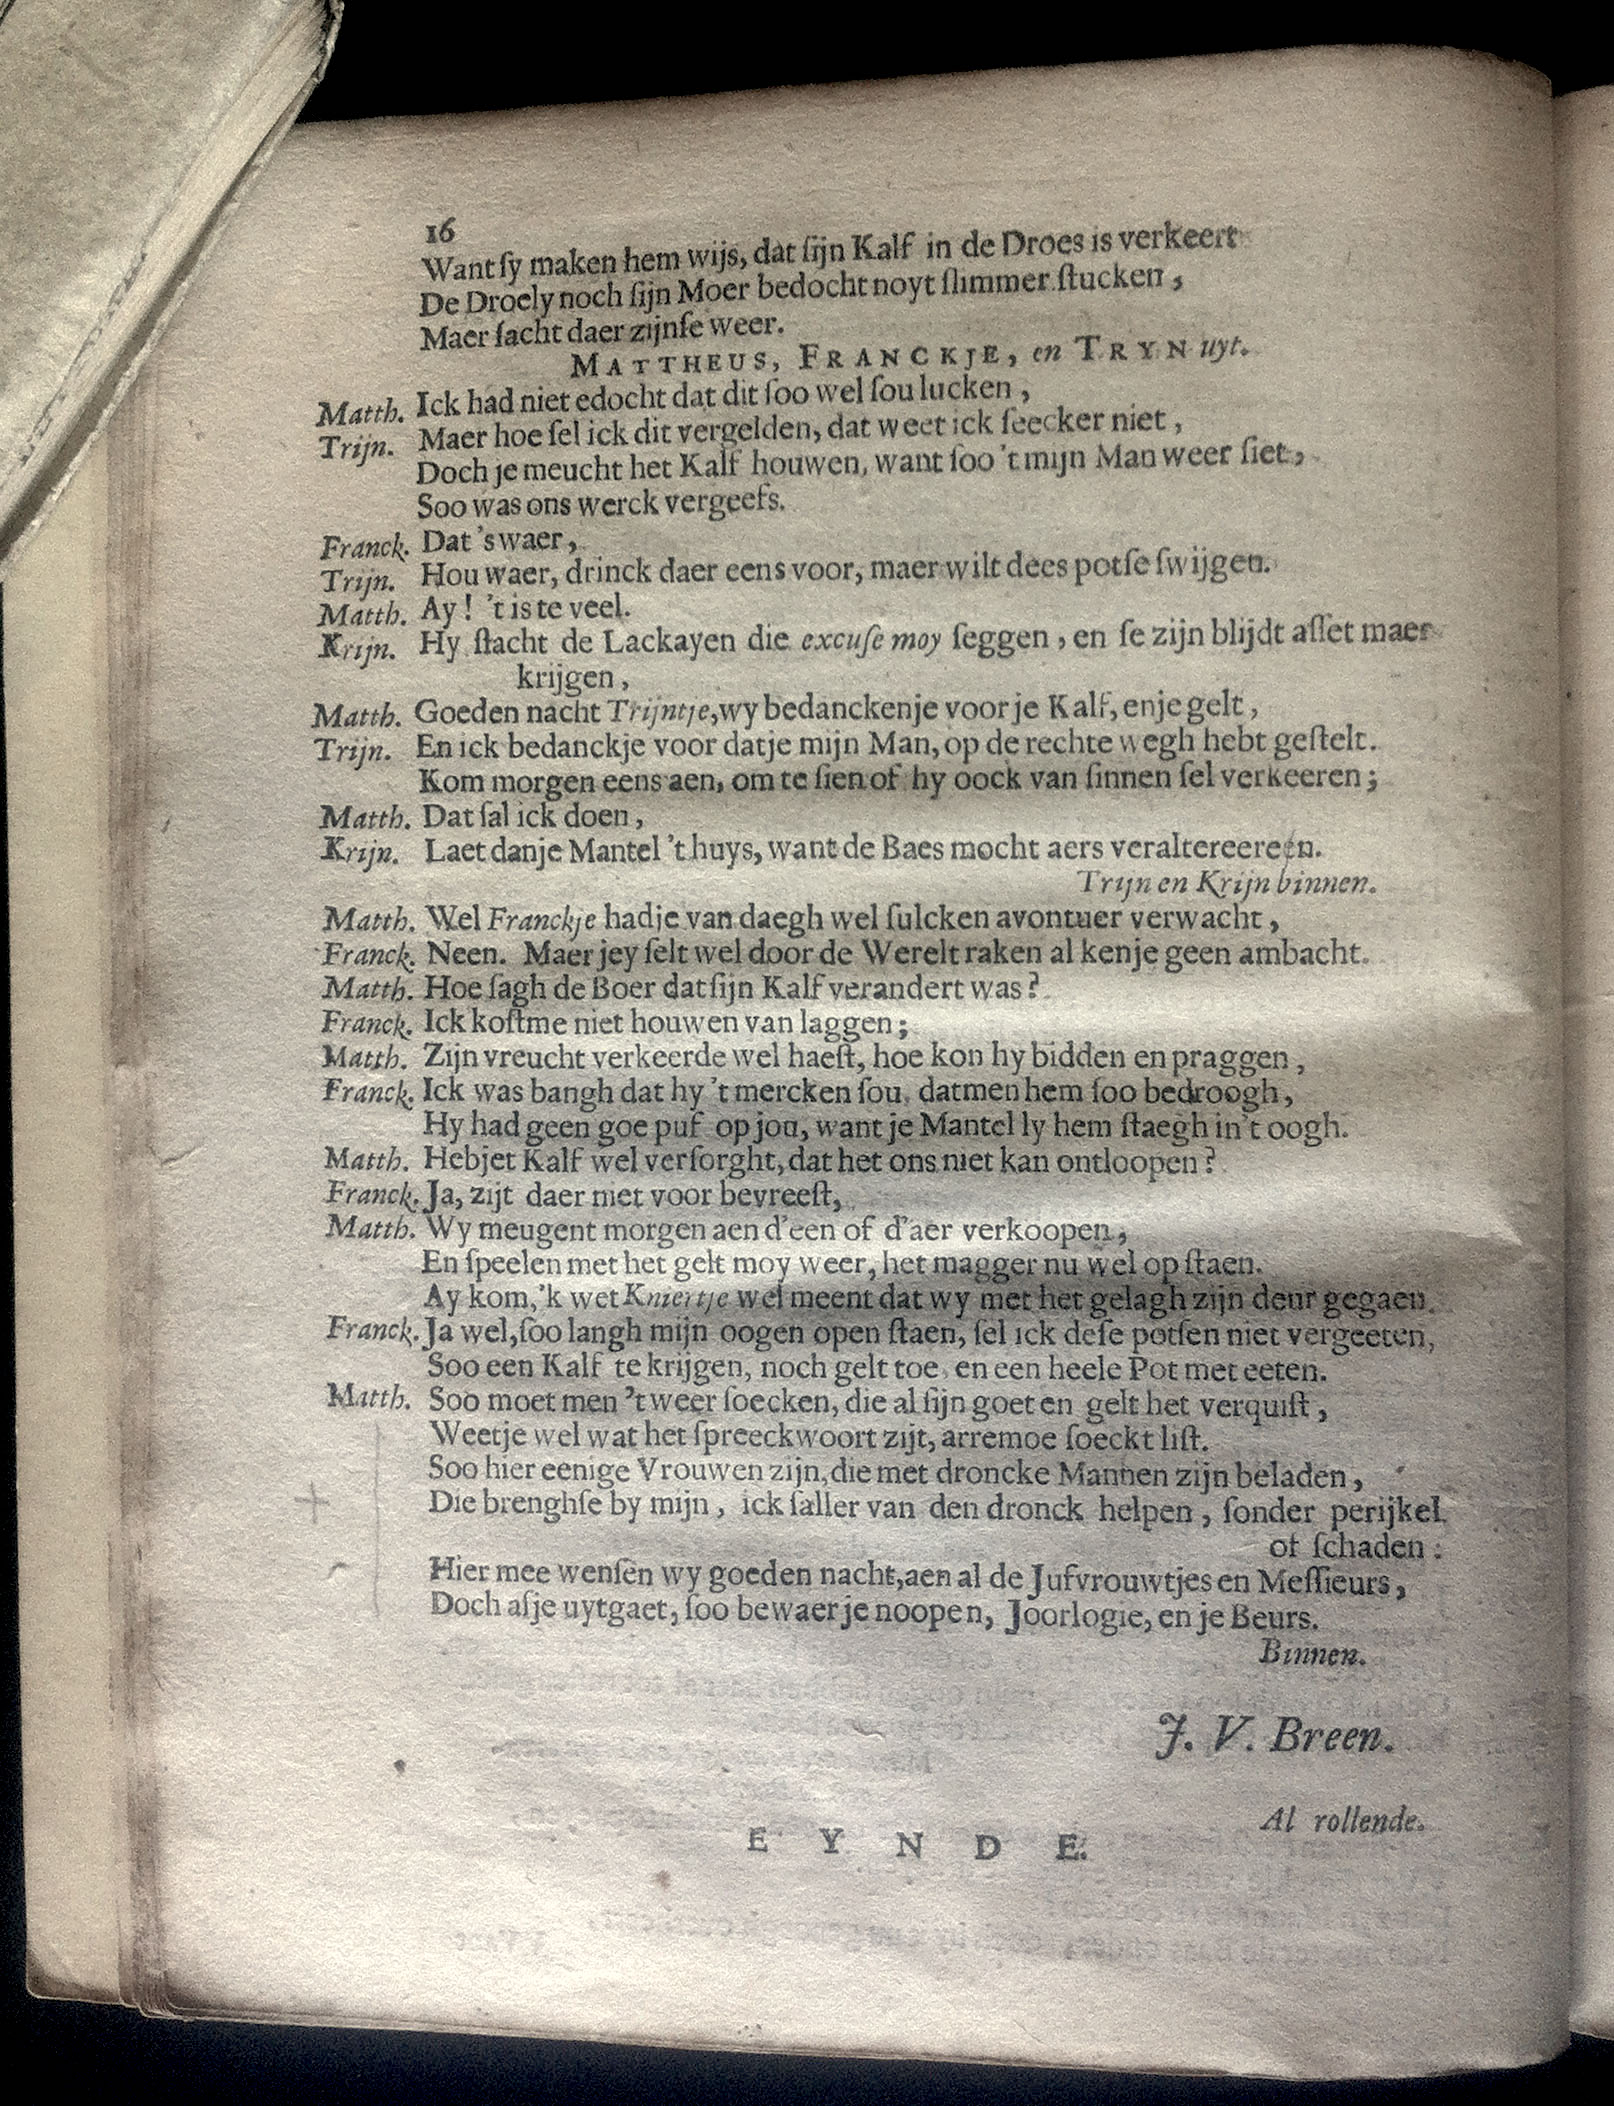 16
Want ſy maken hem wijs, dat ſijn Kalf in de Droes is verkeert
De Droely noch ſijn Moer bedocht noyt ſlimmer ſtucken,
Maer ſacht daer zijnſe weer.
MATTHEUS, FRANCKJE, en TRYN uyt.
Matth. Ick had niet edocht dat dit ſoo wel ſou lucken,
Trijn. Maer hoe ſel ick dit vergelden, dat weet ick ſeecker niet,
Doch je meucht het Kalf houwen, want ſoo 't mijn Man weer ſiet,
Soo was ons werck vergeefs.
Franck. Dat 's waer,
Trijn. Hou waer, drinck daer eens voor, maer wilt dees potſe ſwijgen.
Matth. Ay! 't is te veel.
Krijn. Hy ſlacht de Lackayen die excuſe moy ſeggen, en ſe zijn blijdt aſſet maer
krijgen,
Matth. Goeden nacht Trijntje, wy bedanckenje voor je Kalf, en je gelt,
Trijn. En ick bedanckje voor datje mijn Man, op de rechte wegh hebt geſtelt.
Kom morgen eens aen, om te ſien of hy oock van ſinnen ſel verkeeren;
Matth. Dat ſal ick doen,
Krijn. Laet danje Mantel 't huys, want de Baes mocht aers veraltereereen.
Trijn en Krijn binnen.
Matth. Wel Franckje hadje van daegh wel ſulcken avontuer verwacht,
Franck. Neen. Maer jey ſelt wel door de Werelt raken al kenje geen ambacht.
Matth. Hoe ſagh de Boer dat ſijn Kalf verandert was?
Franck. Ick koſtme niet houwen van laggen;
Matth. Zijn vreucht verkeerde wel haeſt, hoe kon hy bidden en praggen,
Franck. Ick was bangh dat hy 't mercken ſou, datmen hem ſoo bedroogh,
Hy had geen goe puf op jou, want je Mantel ly hem ſtaegh in't oogh.
Matth. Hebjet Kalf wel verſorght, dat het ons niet kan ontloopen?
Franck. Ja, zijt daer niet voor bevreeſt,
Matth. Wy meugent morgen aen d'een of d'aer verkoopen,
En ſpeelen met het gelt moy weer, het magger nu wel op ſtaen.
Ay kom, 'k wet Kniertje wel meent dat wy met het gelagh zijn deur gegaen.
Franck. Ja wel, ſoo langh mijn oogen open ſtaen, ſel ick deſe potſen niet vergeeten,
Soo een Kalf te krijgen, noch gelt toe, en een heele Pot met eeten.
Matth. Soo moet men 't weer ſoecken, die al ſijn goet en gelt het verquiſt,
Weetje wel wat het ſpreeckwoort zijt, arremoe ſoeckt liſt.
Soo hier eenige Vrouwen zijn, die met droncke Mannen zijn beladen,
Die brenghſe by mijn, ick ſaller van den dronck helpen, ſonder perijkel
of ſchaden:
Hier mee wenſen wy goeden nacht, aen al de Jufvrouwtjes en Meſſieurs,
Doch aſje uytgaet, ſoo bewaer je noopen, Joorlogie, en je Beurs.
Binnen.
J. V. Breen.
Al rollende.
EYNDE.